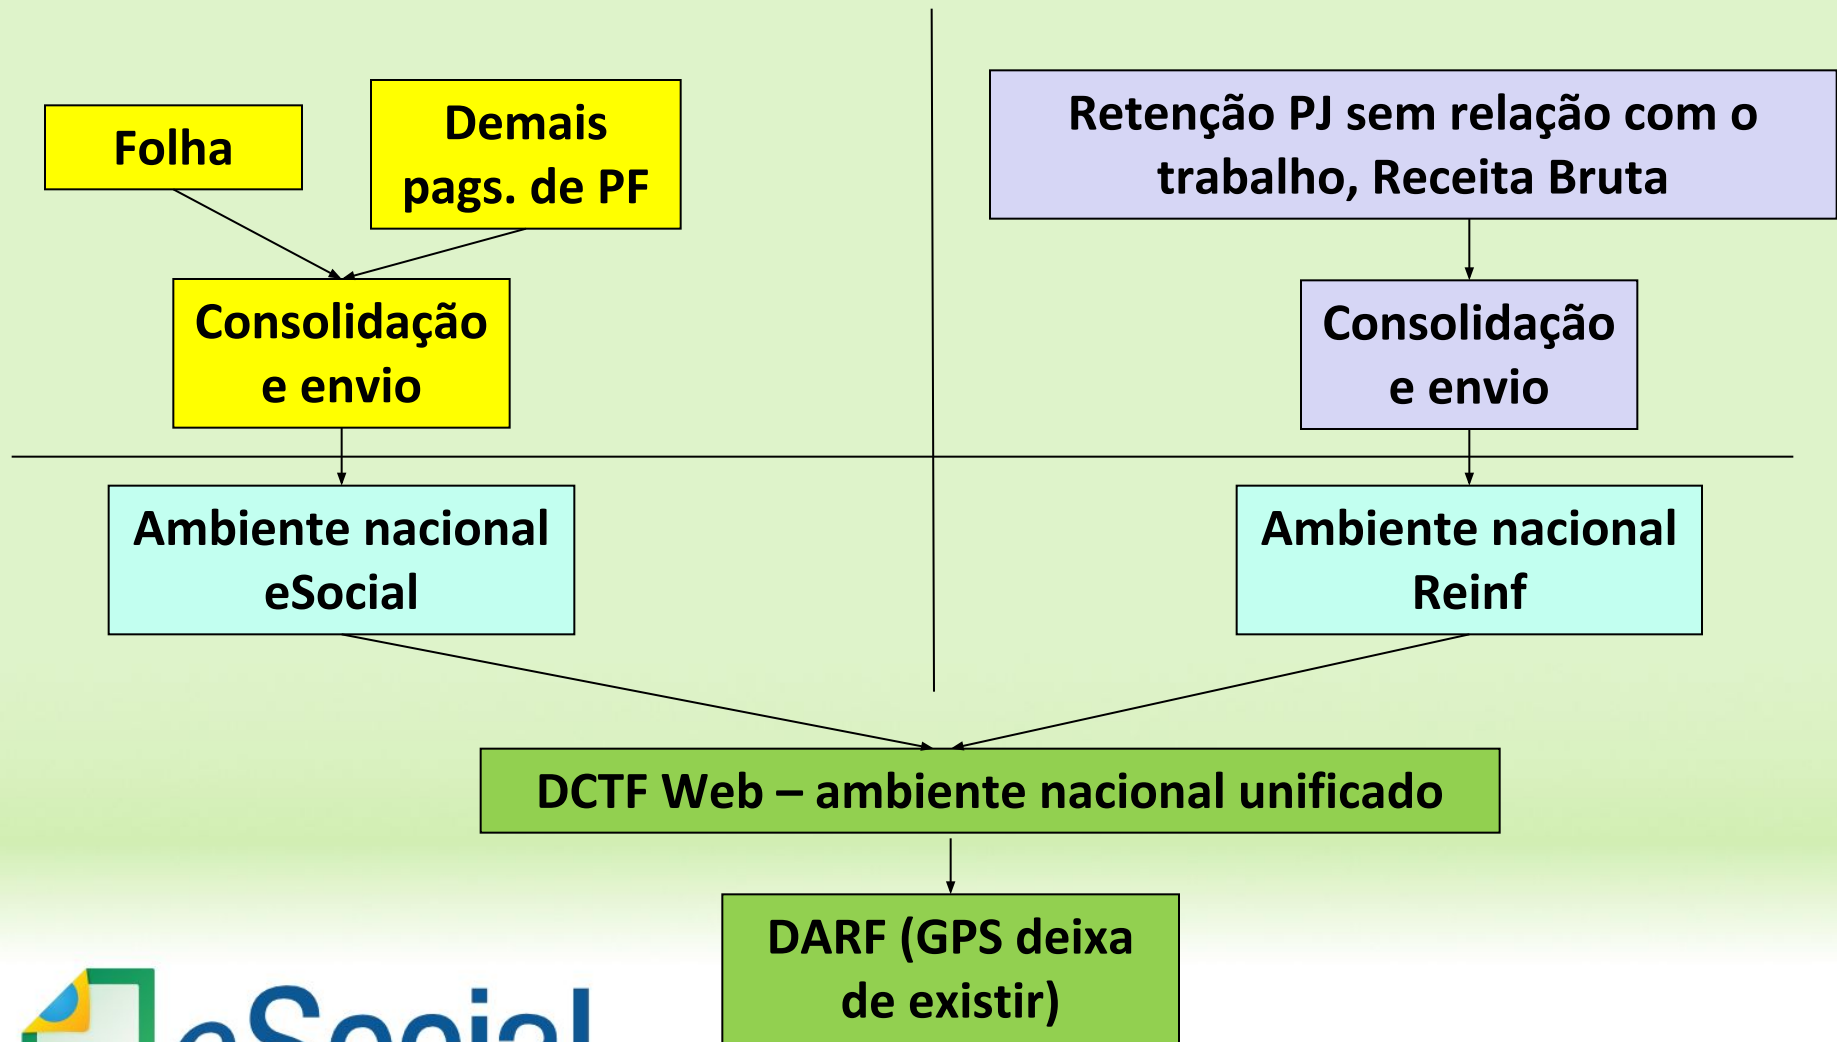 Folha
Demais
pags. de PF
Retenção PJ sem relação com o
trabalho, Receita Bruta
Consolidação
e envio
Consolidação
e envio
Ambiente nacional
eSocial
Ambiente nacional
Reinf
DCTF Web – ambiente nacional unificado
DARF (GPS deixa
de existir)
eSocial